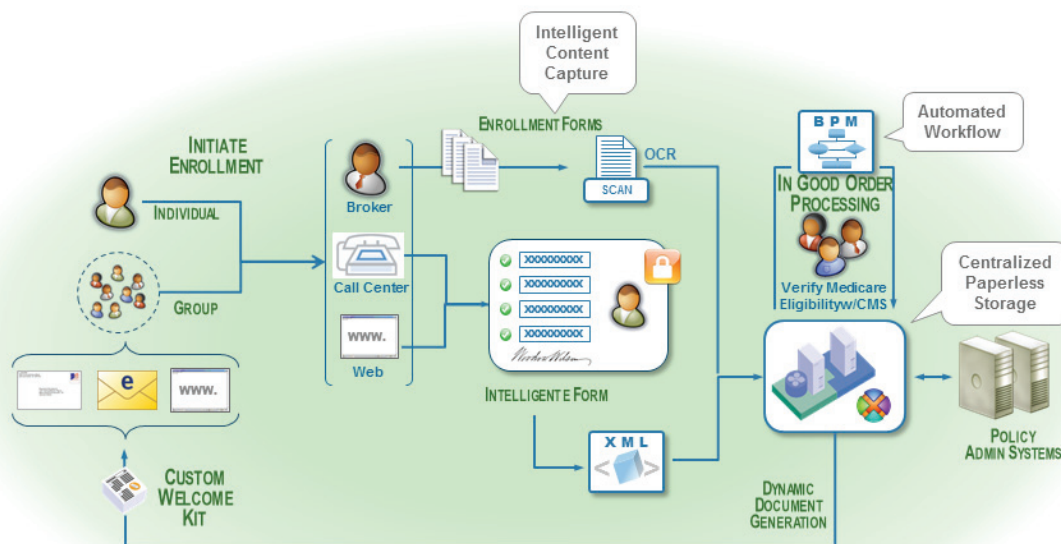 Intelligent
Content
Capture
ENROLLMENT FORMS
INITIATE
ENROLLMENT
INDIVIDUAL
GROUP
Broker
Call Center
www.
Web
OCR
SCAN
BPM
Automated
Workflow
IN GOOD ORDER
PROCESSING
Verify Medicare
Eligibilityw/CMS
Centralized
Paperless
Storage
XXXXXXXXX
XXXXXXXXX
XXXXXXXXX
XXXXXXXXX
INTELLIGENTE FORM
XML
e
www.
CUSTOM
WELCOME
KIT
POLICY
ADMIN SYSTEMS
DYNAMIC
DOCUMENT
GENERATION